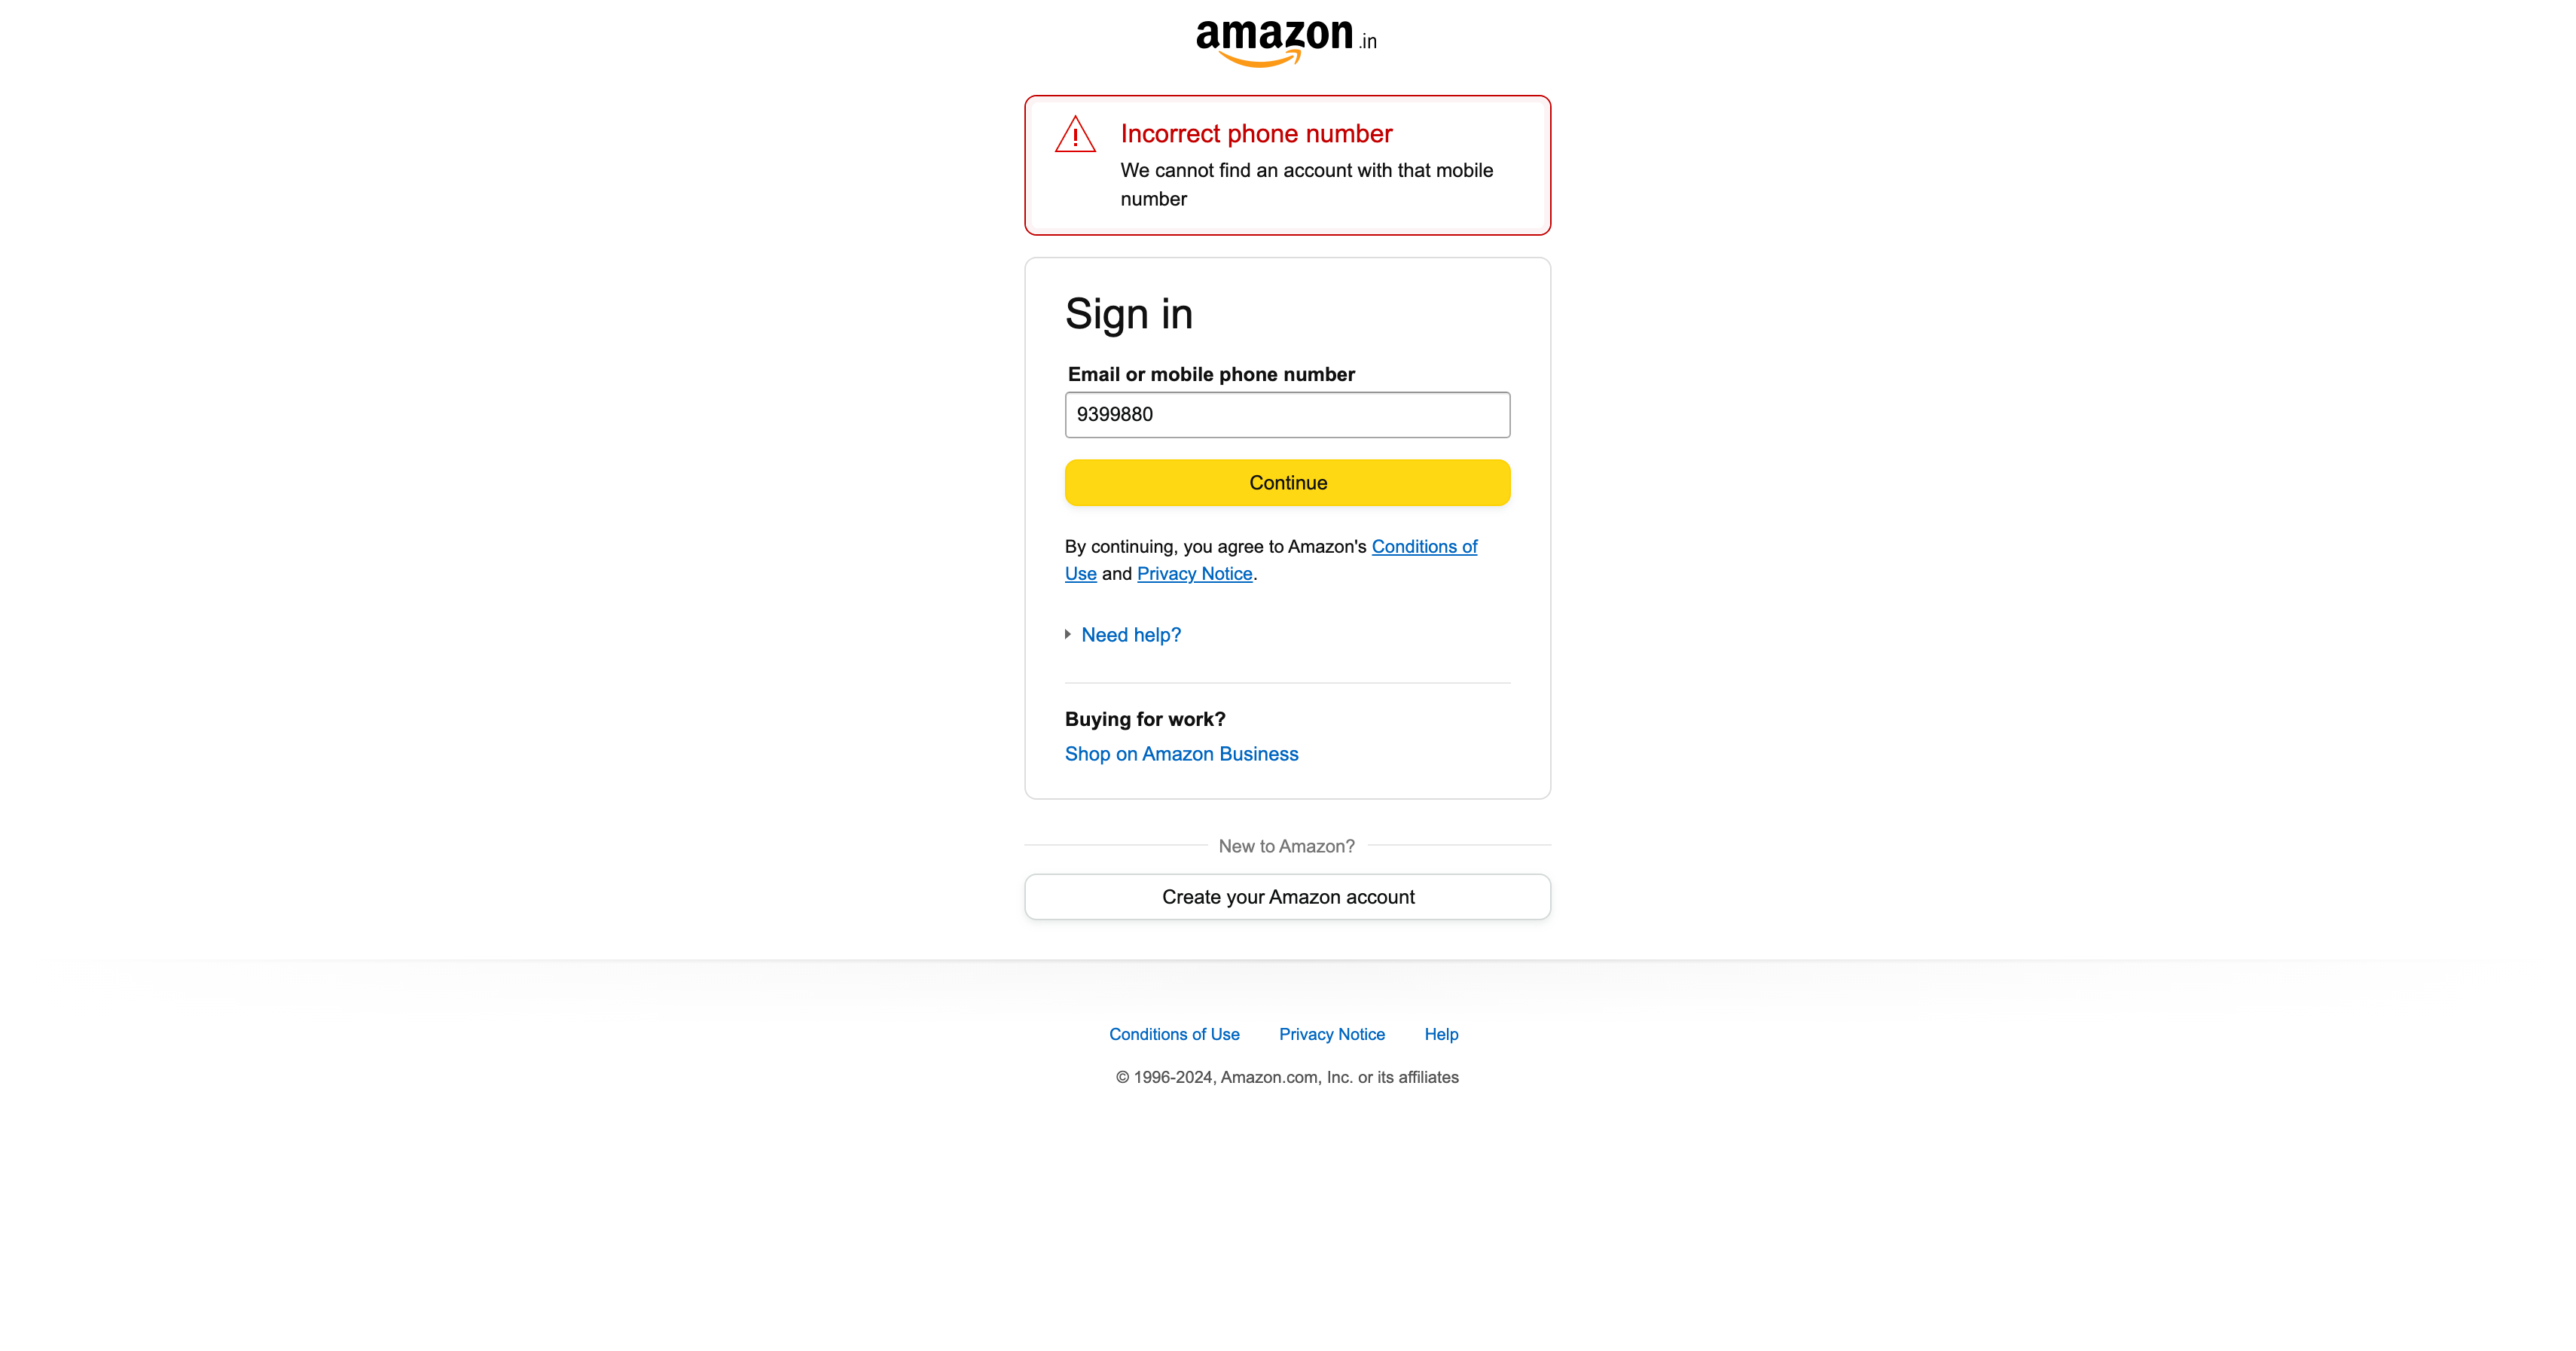 amazon.in
Incorrect phone number
We cannot find an account with that mobile
number
Sign in
Email or mobile phone number
9399880
Continue
By continuing, you agree to Amazon's Conditions of
Use and Privacy Notice.
Need help?
Buying for work?
Shop on Amazon Business
New to Amazon?
Create your Amazon account
Conditions of Use Privacy Notice Help
© 1996-2024, Amazon.com, Inc. or its affiliates